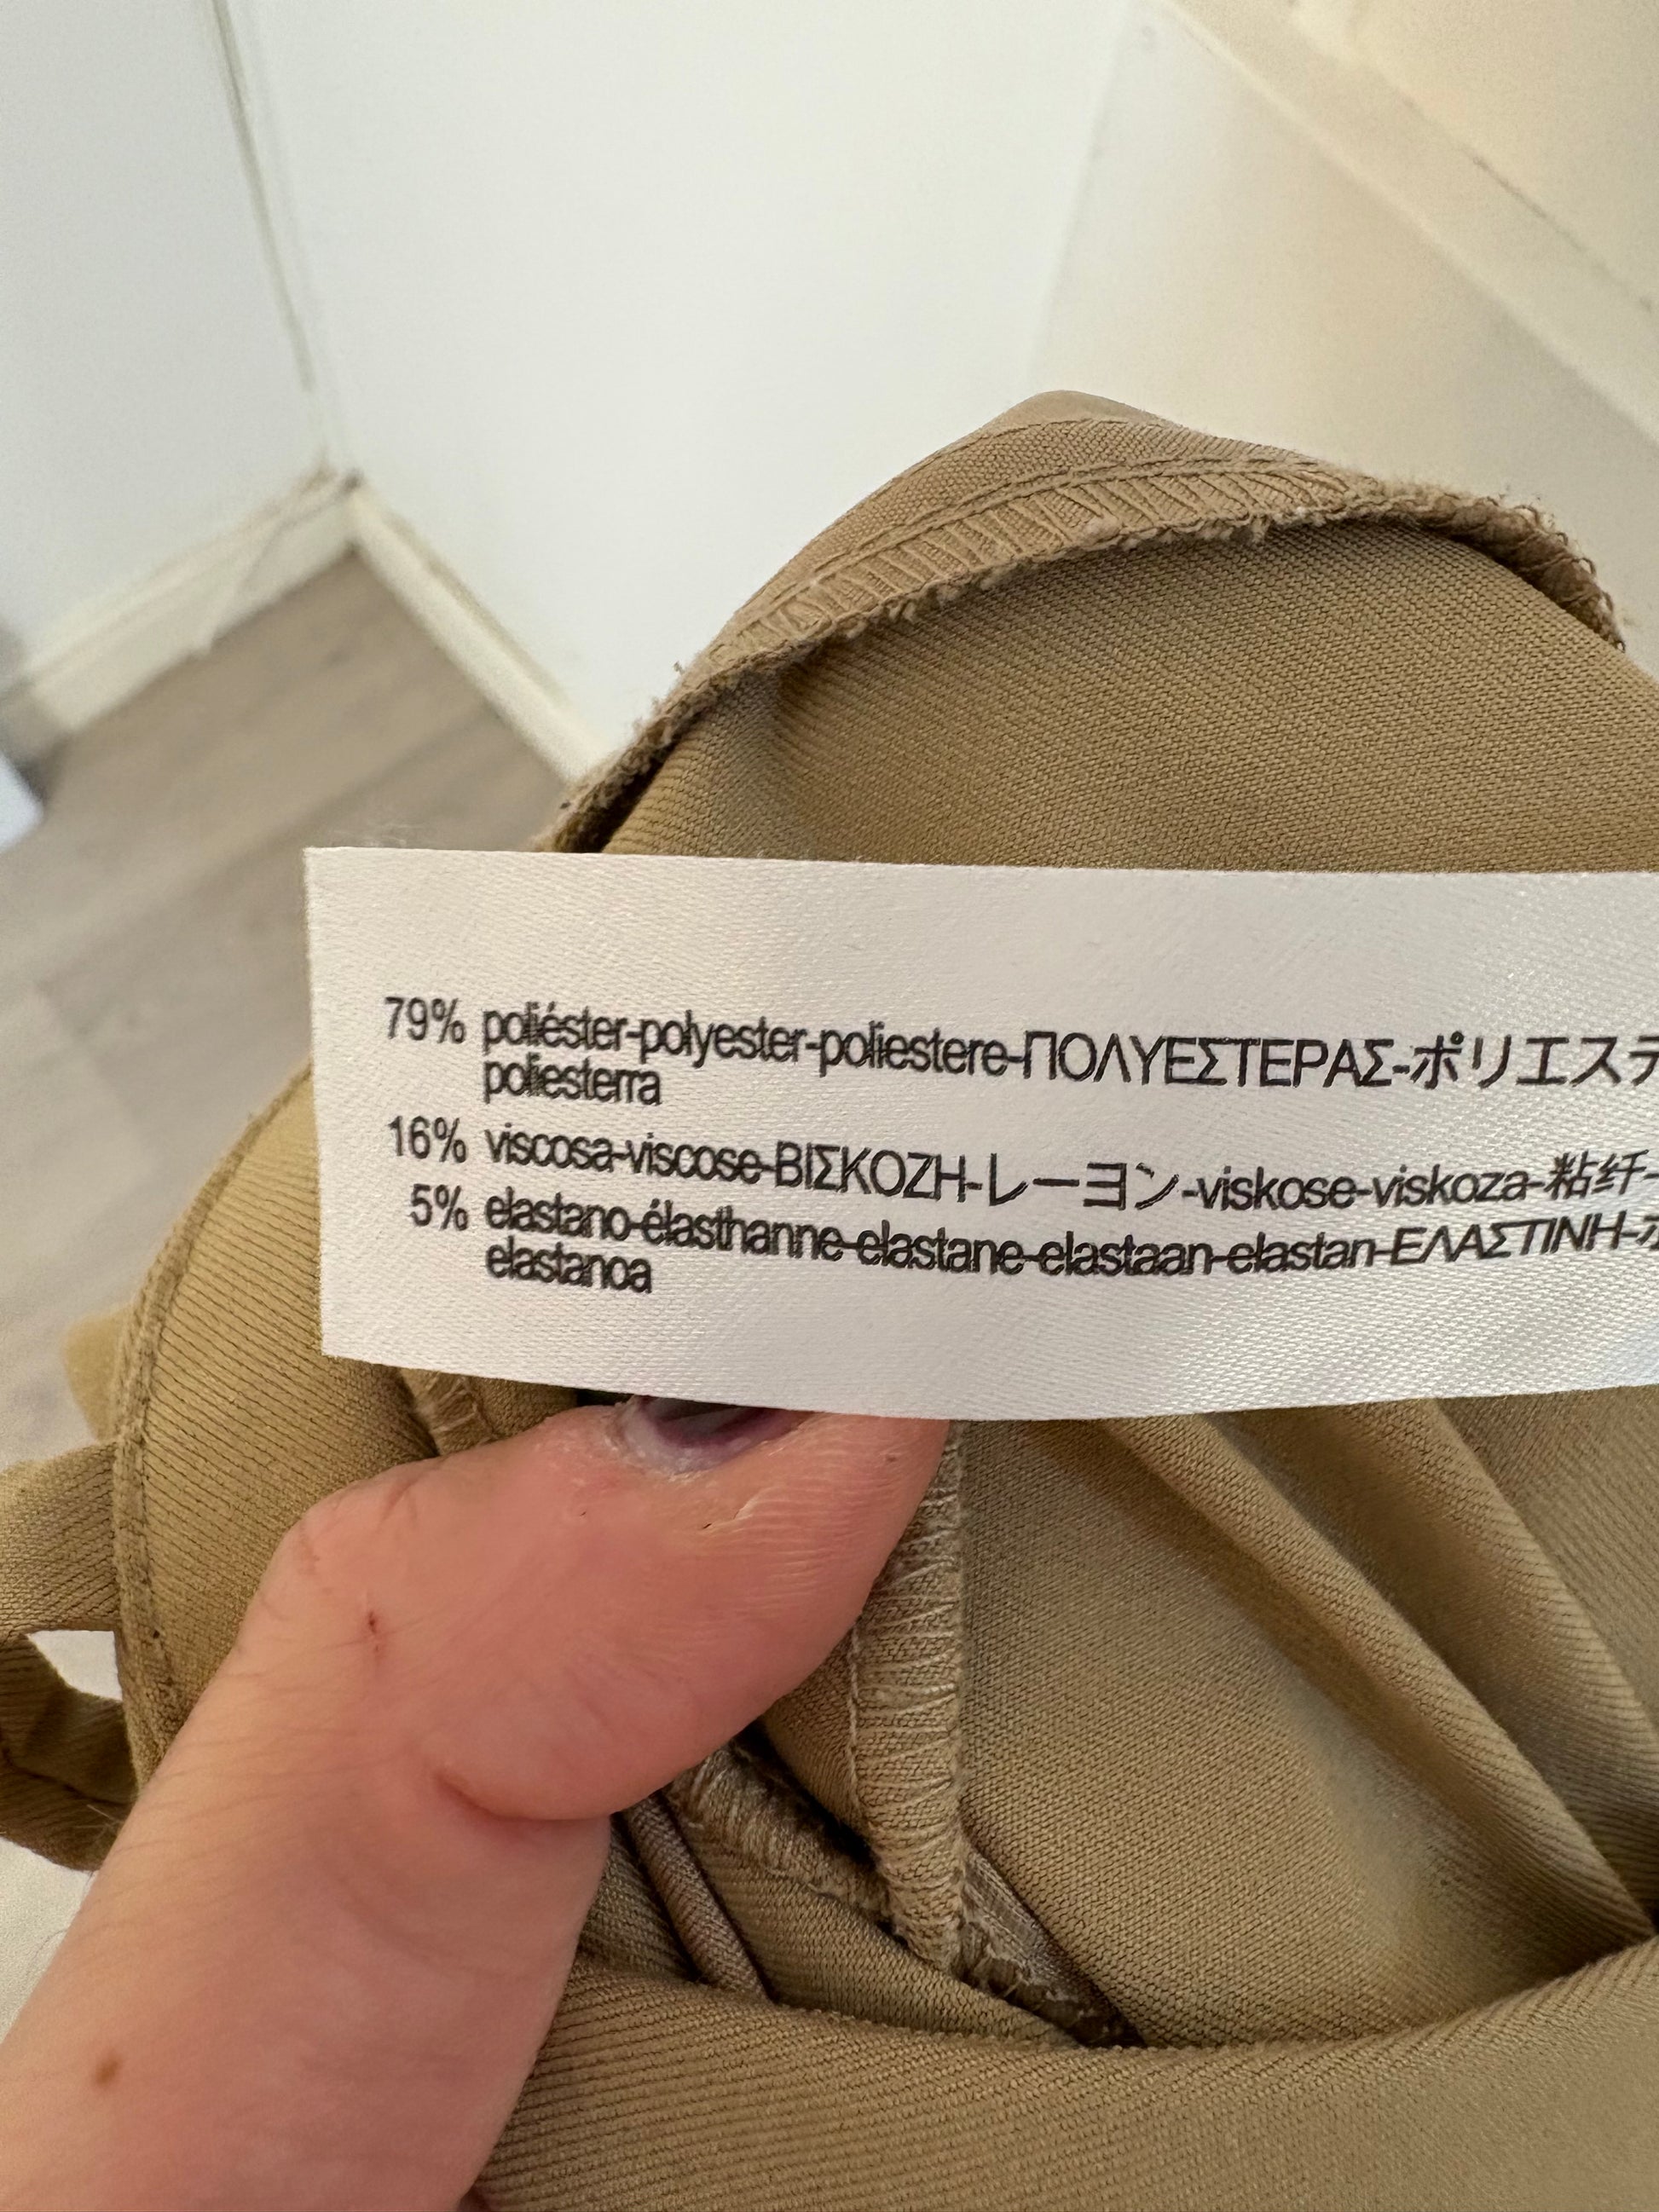 79% poliéster-polyester-poliestere-ΠΟΛΥΕΣΤΕΡΑΣ-ポリエステ
poliesterra
16% viscosa-viscose-ΒΙΣΚΟΖΗ-レーヨン-viskose-viskoza-粘纤-
5% elastano-élasthanne-elastane-elastaan-elastan-ΕΛΑΣΤΙΝΗ-
elastanoa